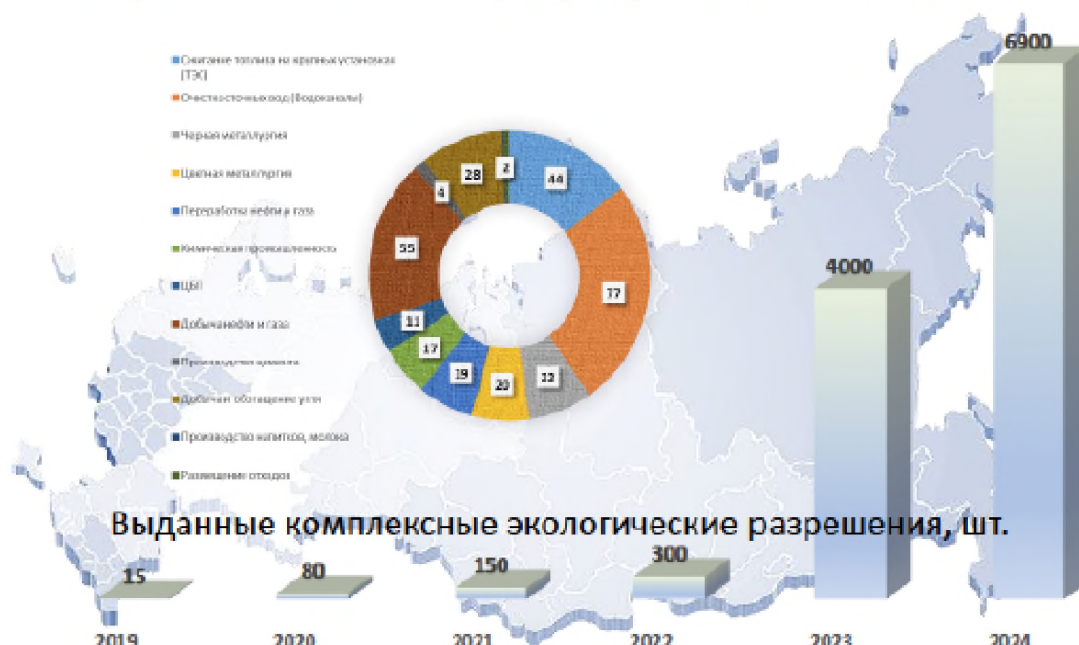 Сжигание топлива на крупных установках
(ТЭС)
Очистка сточных вод (Водоканалы)
Черная металлургия
Цветная металлургия
Переработка нефти и газа
Химическая промышленность
ЦБП
Добыча нефти и газа
Производство цемента
Добыча и обогащение угля
Производство напитков, молока
Размещение отходов
44
77
22
20
19
17
11
55
4
28
2
Выданные комплексные экологические разрешения, шт.
15
80
150
300
4000
6900
2019
2020
2021
2022
2023
2024